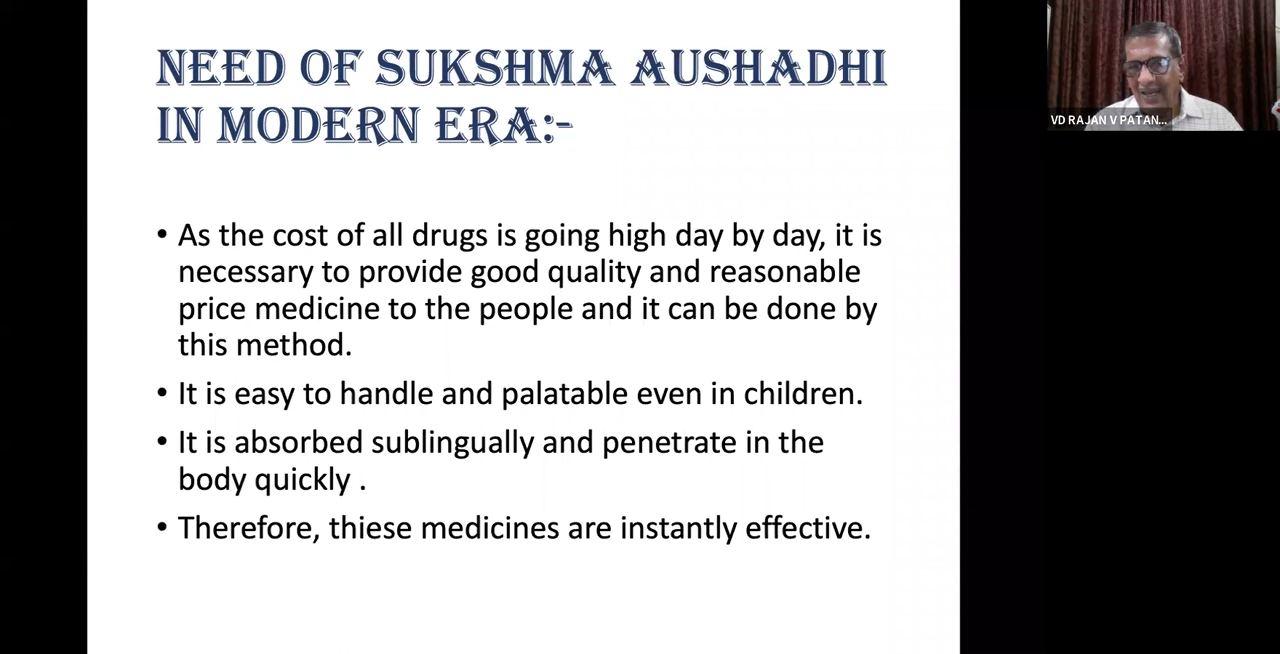 NEED OF SUKSHMA AUSHADHI
IN MODERN ERA:-
• As the cost of all drugs is going high day by day, it is
necessary to provide good quality and reasonable
price medicine to the people and it can be done by
this method.
• It is easy to handle and palatable even in children.
• It is absorbed sublingually and penetrate in the
body quickly .
• Therefore, thiese medicines are instantly effective.
VD RAJAN V PATAN...